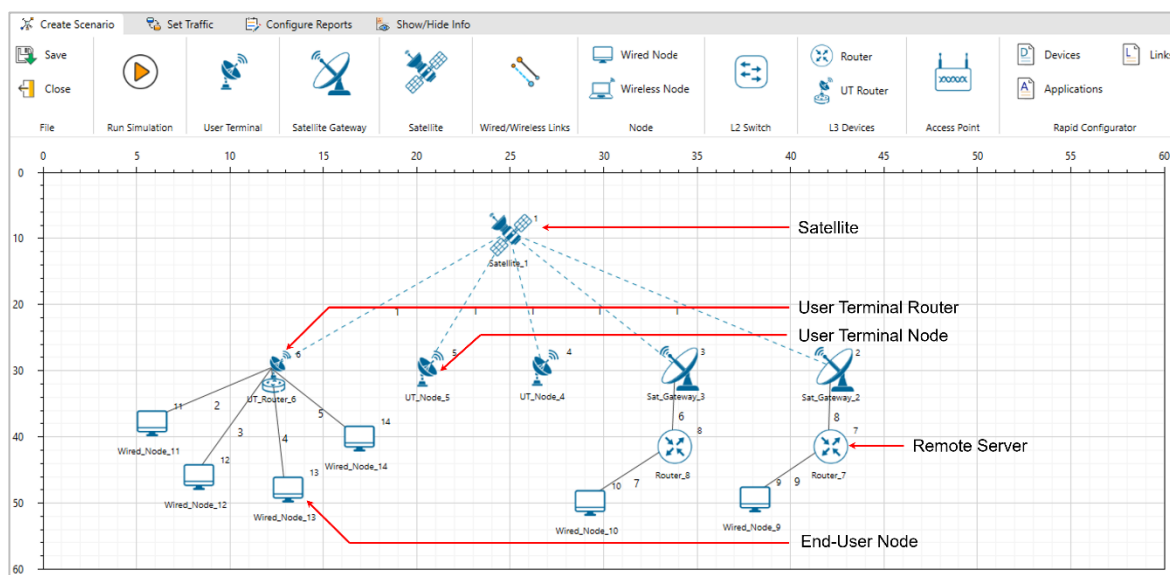 Create Scenario
Set Traffic
Configure Reports
Show/Hide Info
Save
Close
File
Run Simulation
User Terminal
Satellite Gateway
Satellite
Wired/Wireless Links
Wired Node
Wireless Node
Node
L2 Switch
Router
UT Router
L3 Devices
Access Point
Devices
Links
Applications
Rapid Configurator
0 5 10 15 20 25 30 35 40 45 50 55 60
0
10
20
30
40
50
60
1
Satellite_1
Satellite
User Terminal Router
User Terminal Node
1
6
UT_Router_6
5
UT_Node_5
4
UT_Node_4
3
Sat_Gateway_3
2
Sat_Gateway_2
2
3
4
5
6
8
11
Wired_Node_11
12
Wired_Node_12
13
Wired_Node_13
14
Wired_Node_14
8
Router_8
7
Router_7
Remote Server
7
9
10
Wired_Node_10
9
Wired_Node_9
End-User Node